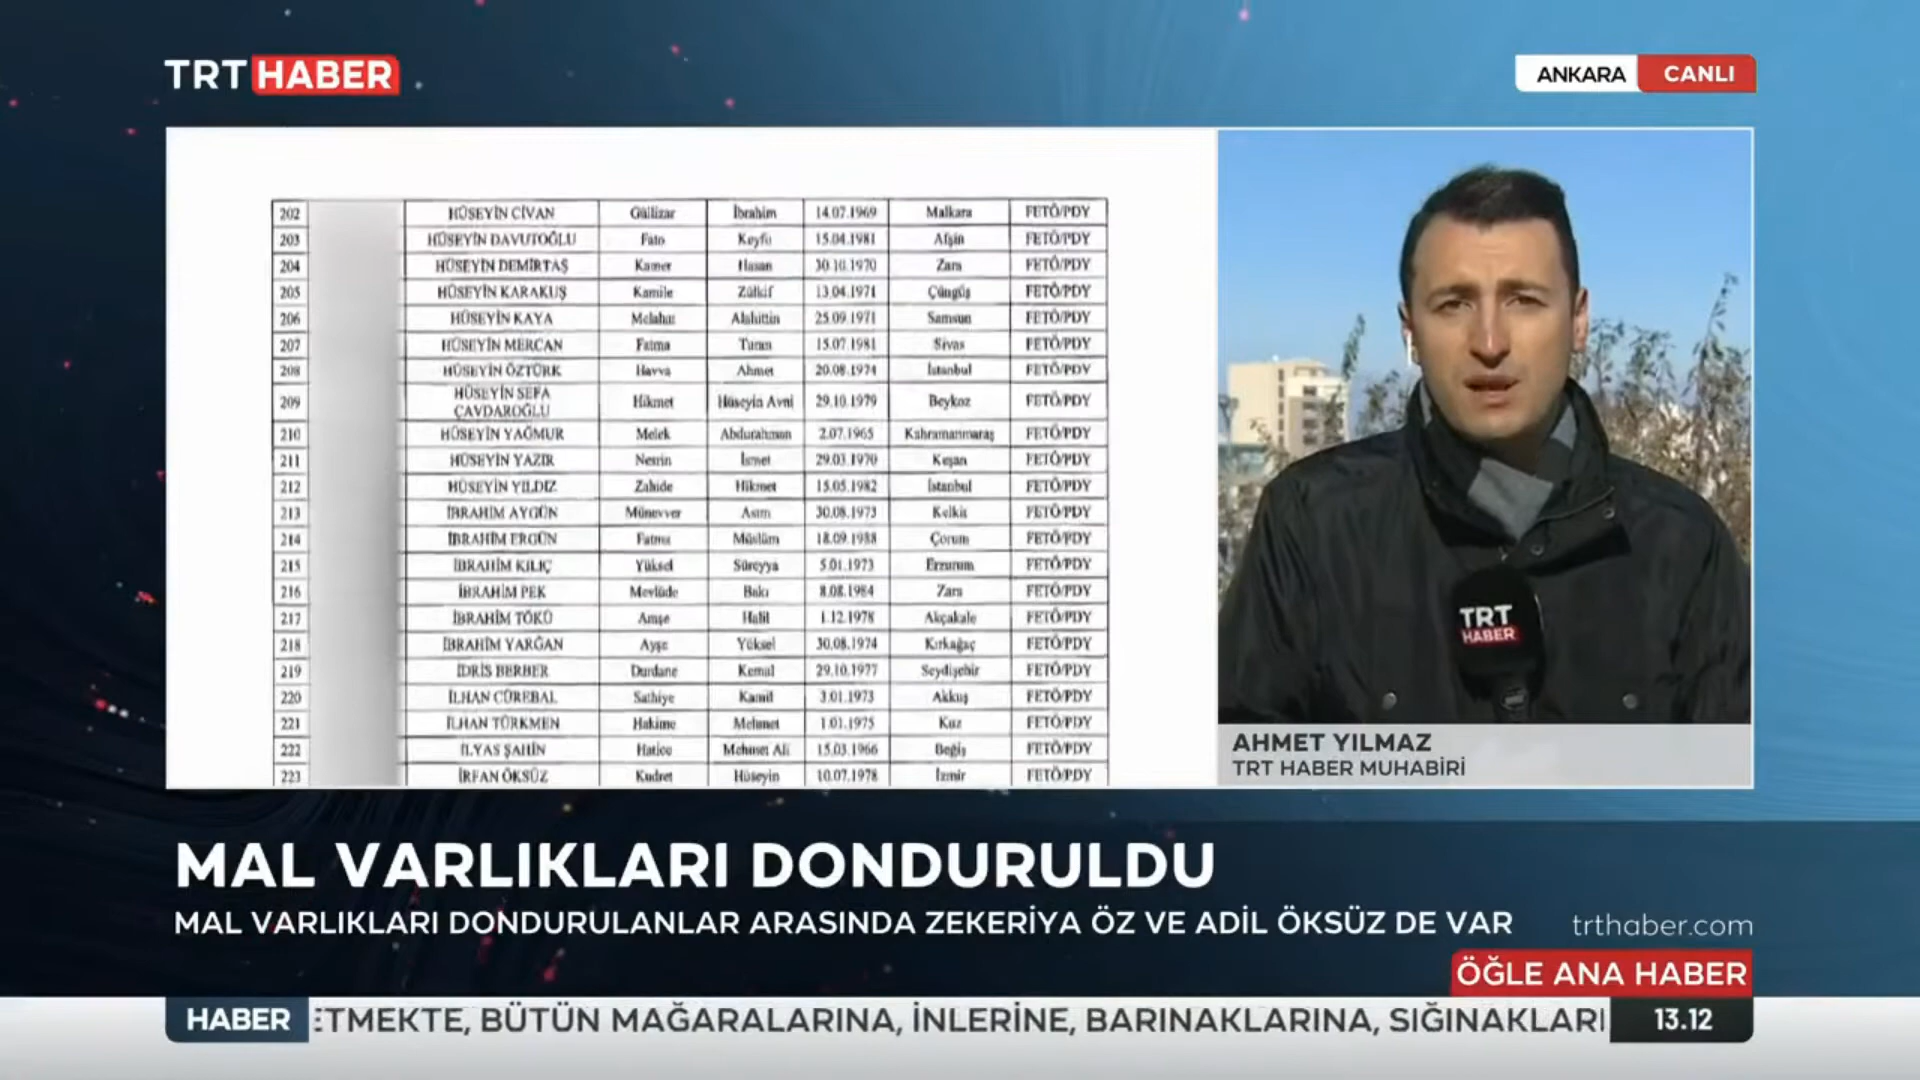 TRT HABER
ANKARA CANLI
202 HÜSEYİN CİVAN Gülizar İbrahim 14.07.1969 Malkara FETÖ/PDY
203 HÜSEYİN DAVUTOĞLU Fato Keyfo 15.04.1981 Afşin FETÖ/PDY
204 HÜSEYİN DEMİRTAŞ Kamer Hasan 30.10.1970 Zara FETÖ/PDY
205 HÜSEYİN KARAKUŞ Kamile Zülkif 13.04.1971 Çüngüş FETÖ/PDY
206 HÜSEYİN KAYA Melahat Alahittin 25.09.1971 Samsun FETÖ/PDY
207 HÜSEYİN MERCAN Fatma Turan 15.07.1981 Sivas FETÖ/PDY
208 HÜSEYİN ÖZTÜRK Havva Ahmet 20.08.1974 İstanbul FETÖ/PDY
209 HÜSEYİN SEFA ÇAVDAROĞLU Hikmet Hüseyin Avni 29.10.1979 Beykoz FETÖ/PDY
210 HÜSEYİN YAĞMUR Melek Abdurahman 2.07.1965 Kahramanmaraş FETÖ/PDY
211 HÜSEYİN YAZIR Nesrin İsmet 29.03.1970 Keşan FETÖ/PDY
212 HÜSEYİN YILDIZ Zahide Hikmet 15.05.1982 İstanbul FETÖ/PDY
213 İBRAHİM AYGÜN Münevver Asım 30.08.1973 Kelkit FETÖ/PDY
214 İBRAHİM ERGÜN Fatma Müslüm 18.09.1988 Çorum FETÖ/PDY
215 İBRAHİM KILIÇ Yüksel Süreyya 5.01.1973 Erzurum FETÖ/PDY
216 İBRAHİM PEK Mevlüde Baki 8.08.1984 Zara FETÖ/PDY
217 İBRAHİM TÖKÜ Halil 1.12.1978 Akçakale FETÖ/PDY
218 İBRAHİM YARĞAN Ayşe Yüksel 30.08.1974 Kırkağaç FETÖ/PDY
219 İDRİS BERBER Durdane Kemal 29.10.1977 Seydişehir FETÖ/PDY
220 İLHAN CÜREBAL Sathiye Kamil 3.01.1973 Akkuş FETÖ/PDY
221 İLHAN TÜRKMEN Hakime Mehmet 1.01.1975 FETÖ/PDY
222 İLYAS ŞAHİN Hatice Mehmet Ali 15.03.1966 FETÖ/PDY
223 İRFAN ÖKSÜZ Kudret Hüseyin 10.07.1978 İzmir FETÖ/PDY
AHMET YILMAZ
TRT HABER MUHABİRİ
MAL VARLIKLARI DONDURULDU
MAL VARLIKLARI DONDURULANLAR ARASINDA ZEKERİYA ÖZ VE ADİL ÖKSÜZ DE VAR
trthaber.com
ÖĞLE ANA HABER
HABER ETMEKTE, BÜTÜN MAĞARALARINA, İNLERİNE, BARINAKLARINA, SIĞINAKLARI 13.12